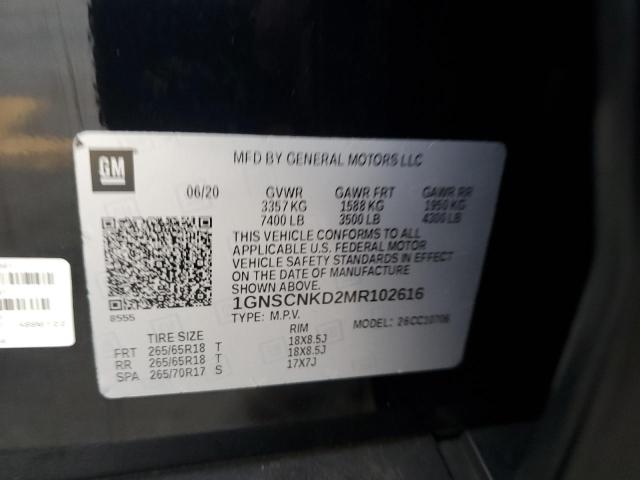 GM
MFD BY GENERAL MOTORS LLC
06/20 GVWR GAWR FRT GAWR RR
3357 KG 1588 KG 1950 KG
7400 LB 3500 LB 4300 LB
THIS VEHICLE CONFORMS TO ALL
APPLICABLE U.S. FEDERAL MOTOR
VEHICLE SAFETY STANDARDS IN
EFFECT ON THE DATE OF MANUFACTURE
SHOWN ABOVE.
1GNSCNKD2MR102616
8555
TYPE: M.P.V. MODEL: 26CC10706
TIRE SIZE RIM
FRT 265/65R18 T 18X8.5J
RR 265/65R18 T 18X8.5J
SPA 265/70R17 S 17X7J